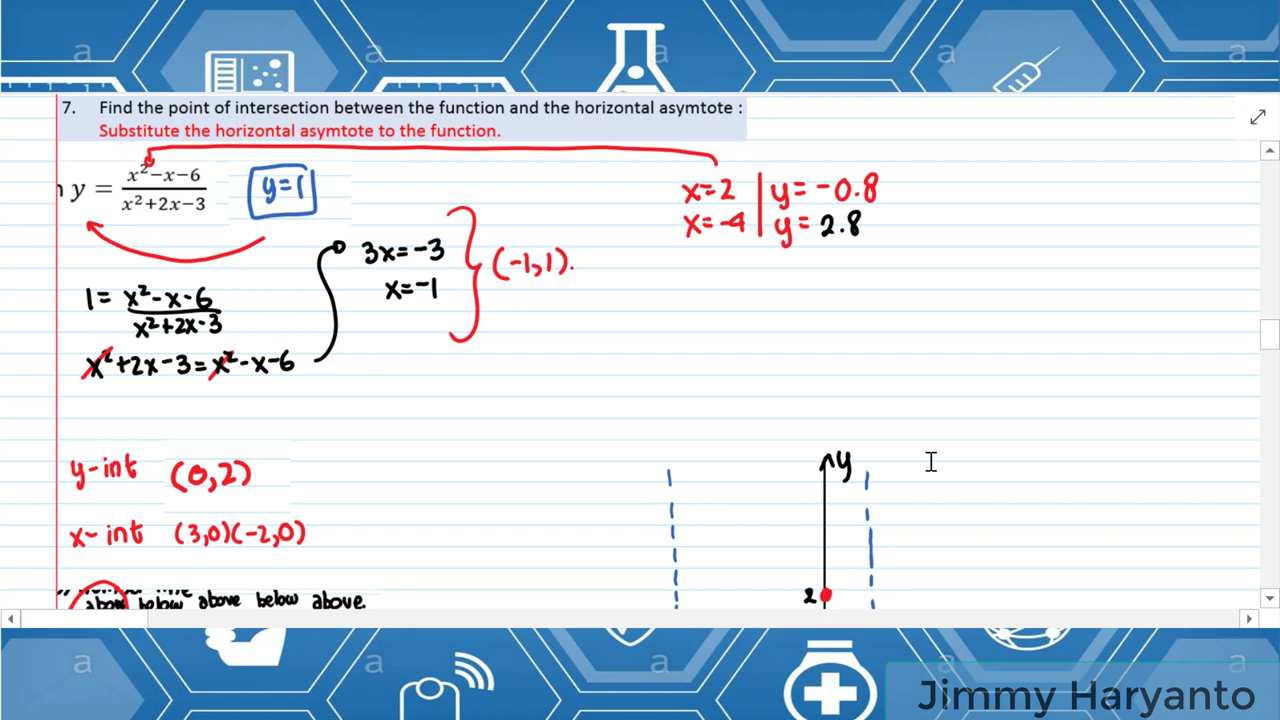 7. Find the point of intersection between the function and the horizontal asymtote :
Substitute the horizontal asymtote to the function.
y = x²-x-6 / x²+2x-3
y=1
x=2 | y= -0.8
x=-4 | y= 2.8
3x=-3
x=-1
(-1,1).
1= x²-x-6 / x²+2x-3
x²+2x-3=x²-x-6
y-int (0,2)
x-int (3,0)(-2,0)
y
2
above below above below above.
Jimmy Haryanto